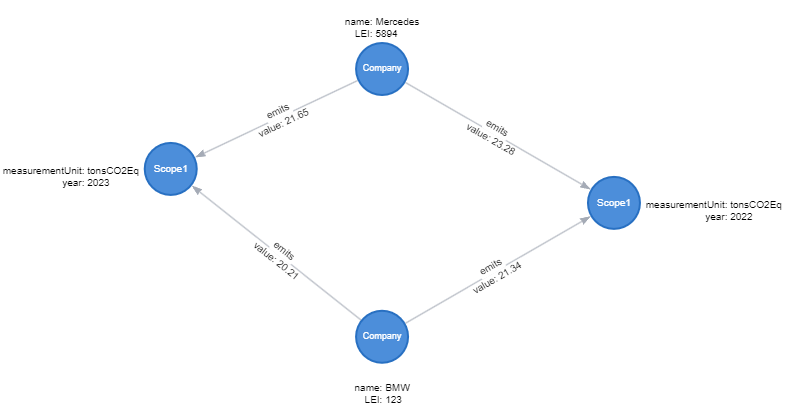 name: Mercedes
LEI: 5894
Company
emits
value: 21.65
emits
value: 23.28
Scope1
measurementUnit: tonsCO2Eq
year: 2023
Scope1
measurementUnit: tonsCO2Eq
year: 2022
emits
value: 20.21
emits
value: 21.34
Company
name: BMW
LEI: 123